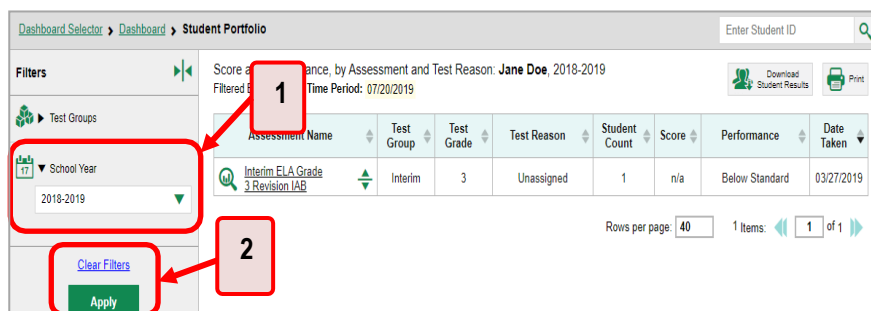 Dashboard Selector > Dashboard > Student Portfolio
Enter Student ID
Filters
Test Groups
School Year
17
2018-2019
Clear Filters
Apply
1
2
Score a ance, by Assessment and Test Reason: Jane Doe, 2018-2019
Filtered Time Period: 07/20/2019
Download
Student Results
Print
Assessment Name
Test
Group
Test
Grade
Test Reason
Student
Count
Score
Performance
Date
Taken
Interim ELA Grade
3 Revision IAB
Interim
3
Unassigned
1
n/a
Below Standard
03/27/2019
Rows per page: 40
1 Items: 1 of 1